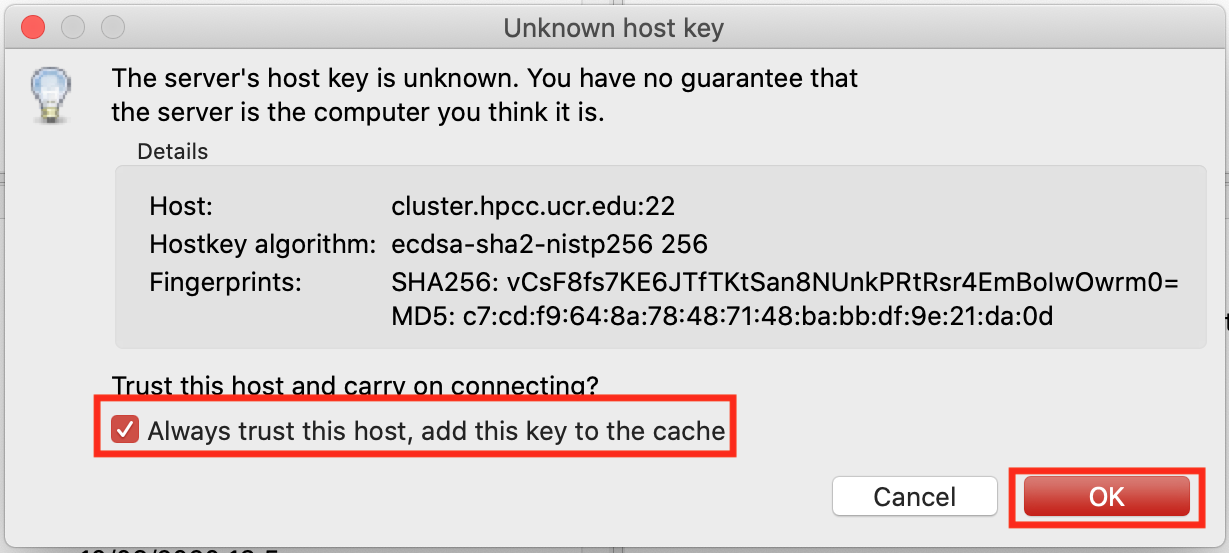 Unknown host key
The server's host key is unknown. You have no guarantee that
the server is the computer you think it is.
Details
Host: cluster.hpcc.ucr.edu:22
Hostkey algorithm: ecdsa-sha2-nistp256 256
Fingerprints: SHA256: vCsF8fs7KE6JTfTKtSan8NUnkPRtRsr4EmBoIwOwrm0=
MD5: c7:cd:f9:64:8a:78:48:71:48:ba:bb:df:9e:21:da:0d
Trust this host and carry on connecting?
Always trust this host, add this key to the cache
Cancel OK